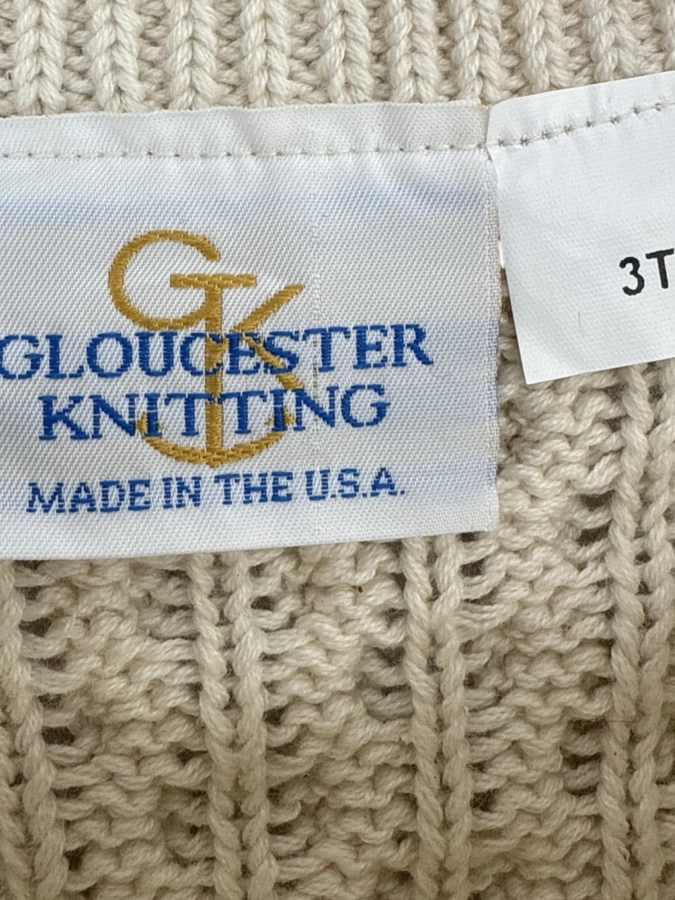 GK
GLOUCESTER
KNITTING
MADE IN THE U.S.A.
3T